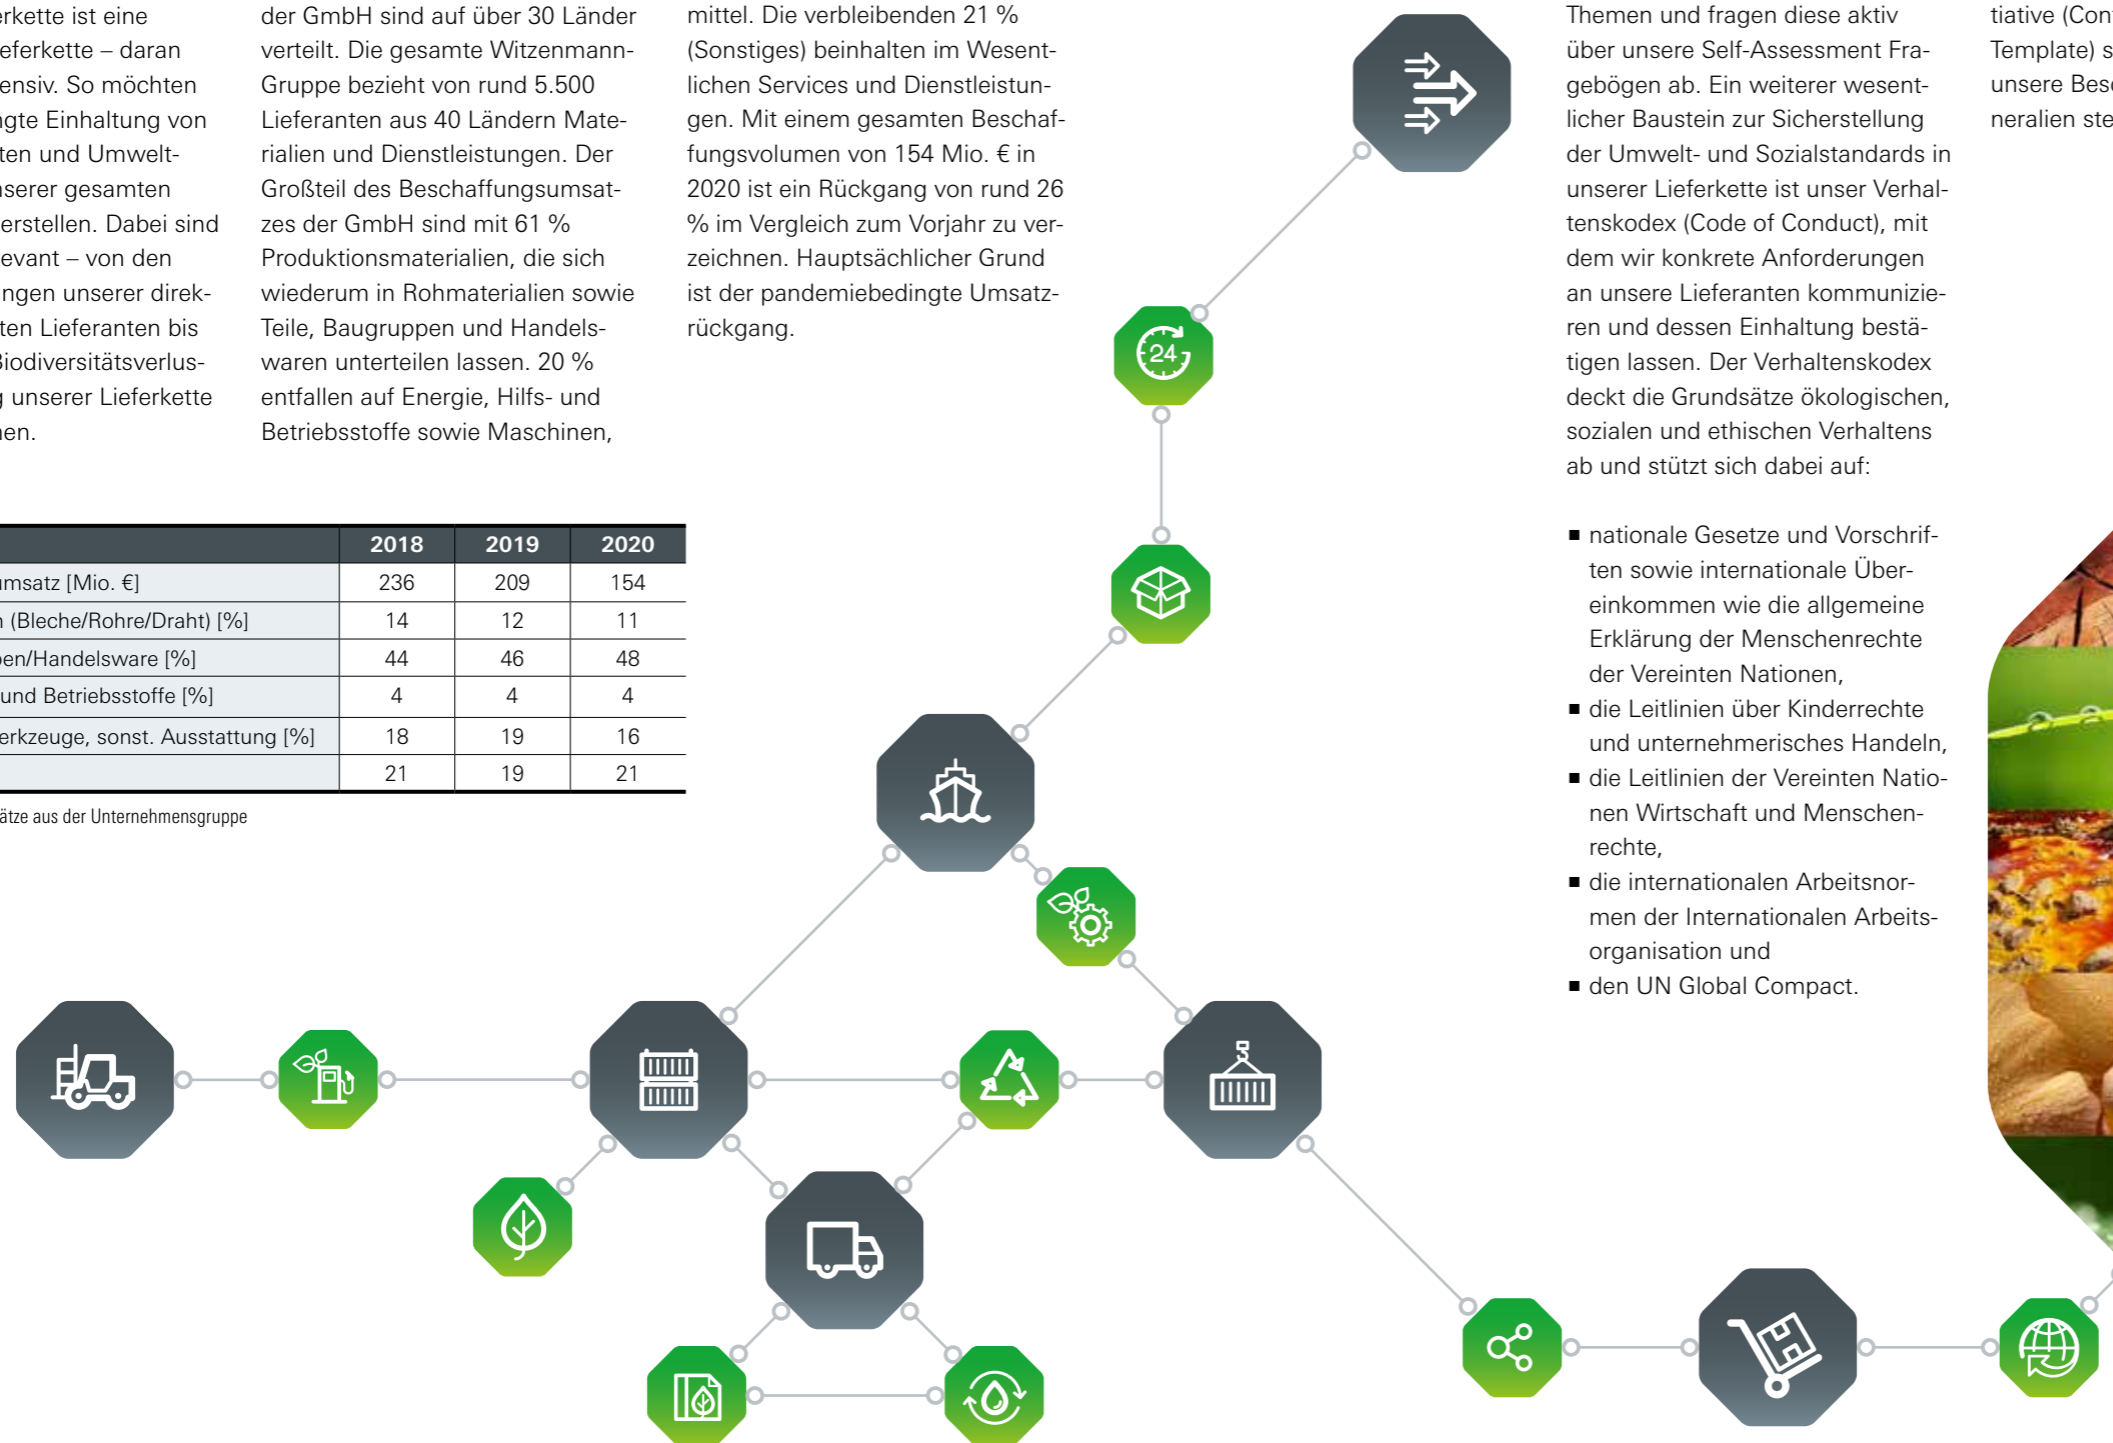 erkette ist eine
eferkette – daran
ensiv. So möchten
ngte Einhaltung von
ten und Umwelt-
nserer gesamten
erstellen. Dabei sind
evant – von den
ngen unserer direk-
ten Lieferanten bis
Biodiversitätsverlus-
g unserer Lieferkette
nen.
der GmbH sind auf über 30 Länder
verteilt. Die gesamte Witzenmann-
Gruppe bezieht von rund 5.500
Lieferanten aus 40 Ländern Mate-
rialien und Dienstleistungen. Der
Großteil des Beschaffungsumsat-
zes der GmbH sind mit 61 %
Produktionsmaterialien, die sich
wiederum in Rohmaterialien sowie
Teile, Baugruppen und Handels-
waren unterteilen lassen. 20 %
entfallen auf Energie, Hilfs- und
Betriebsstoffe sowie Maschinen,
mittel. Die verbleibenden 21 %
(Sonstiges) beinhalten im Wesent-
lichen Services und Dienstleistun-
gen. Mit einem gesamten Beschaf-
fungsvolumen von 154 Mio. € in
2020 ist ein Rückgang von rund 26
% im Vergleich zum Vorjahr zu ver-
zeichnen. Hauptsächlicher Grund
ist der pandemiebedingte Umsatz-
rückgang.
2018 2019 2020
umsatz [Mio. €] 236 209 154
n (Bleche/Rohre/Draht) [%] 14 12 11
pen/Handelsware [%] 44 46 48
und Betriebsstoffe [%] 4 4 4
erkzeuge, sonst. Ausstattung [%] 18 19 16
21 19 21
sätze aus der Unternehmensgruppe
24
Themen und fragen diese aktiv
über unsere Self-Assessment Fra-
gebögen ab. Ein weiterer wesent-
licher Baustein zur Sicherstellung
der Umwelt- und Sozialstandards in
unserer Lieferkette ist unser Verhal-
tenskodex (Code of Conduct), mit
dem wir konkrete Anforderungen
an unsere Lieferanten kommunizie-
ren und dessen Einhaltung bestä-
tigen lassen. Der Verhaltenskodex
deckt die Grundsätze ökologischen,
sozialen und ethischen Verhaltens
ab und stützt sich dabei auf:
■ nationale Gesetze und Vorschrif-
ten sowie internationale Über-
einkommen wie die allgemeine
Erklärung der Menschenrechte
der Vereinten Nationen,
■ die Leitlinien über Kinderrechte
und unternehmerisches Handeln,
■ die Leitlinien der Vereinten Natio-
nen Wirtschaft und Menschen-
rechte,
■ die internationalen Arbeitsnor-
men der Internationalen Arbeits-
organisation und
■ den UN Global Compact.
tiative (Con
Template) s
unsere Bes
neralien ste